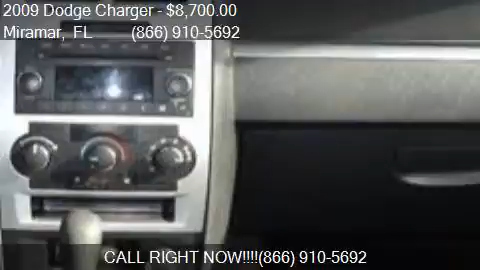 2009 Dodge Charger - $8,700.00
Miramar,  FL       (866) 910-5692
CALL RIGHT NOW!!!!(866) 910-5692